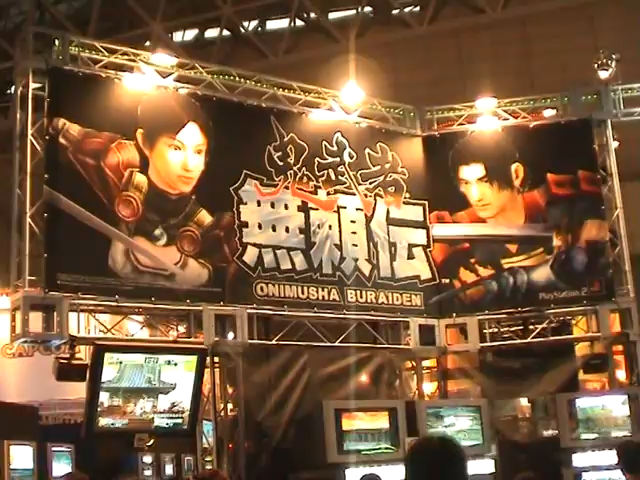 鬼武者
無頼伝
ONIMUSHA BURAIDEN
PlayStation 2
CAPCOM